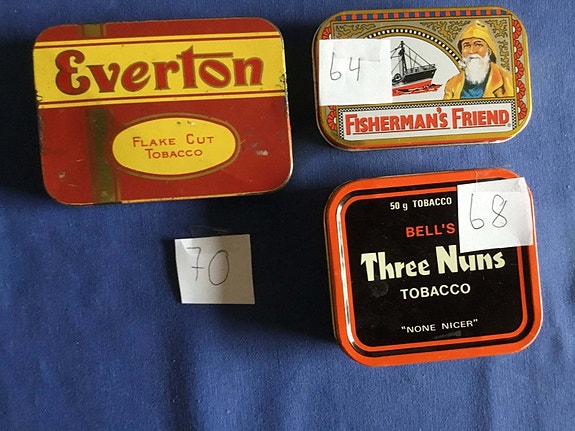 Everton
FLAKE CUT
TOBACCO
64
FISHERMAN'S FRIEND
70
50 g TOBACCO
68
BELL'S
Three Nuns
TOBACCO
"NONE NICER"